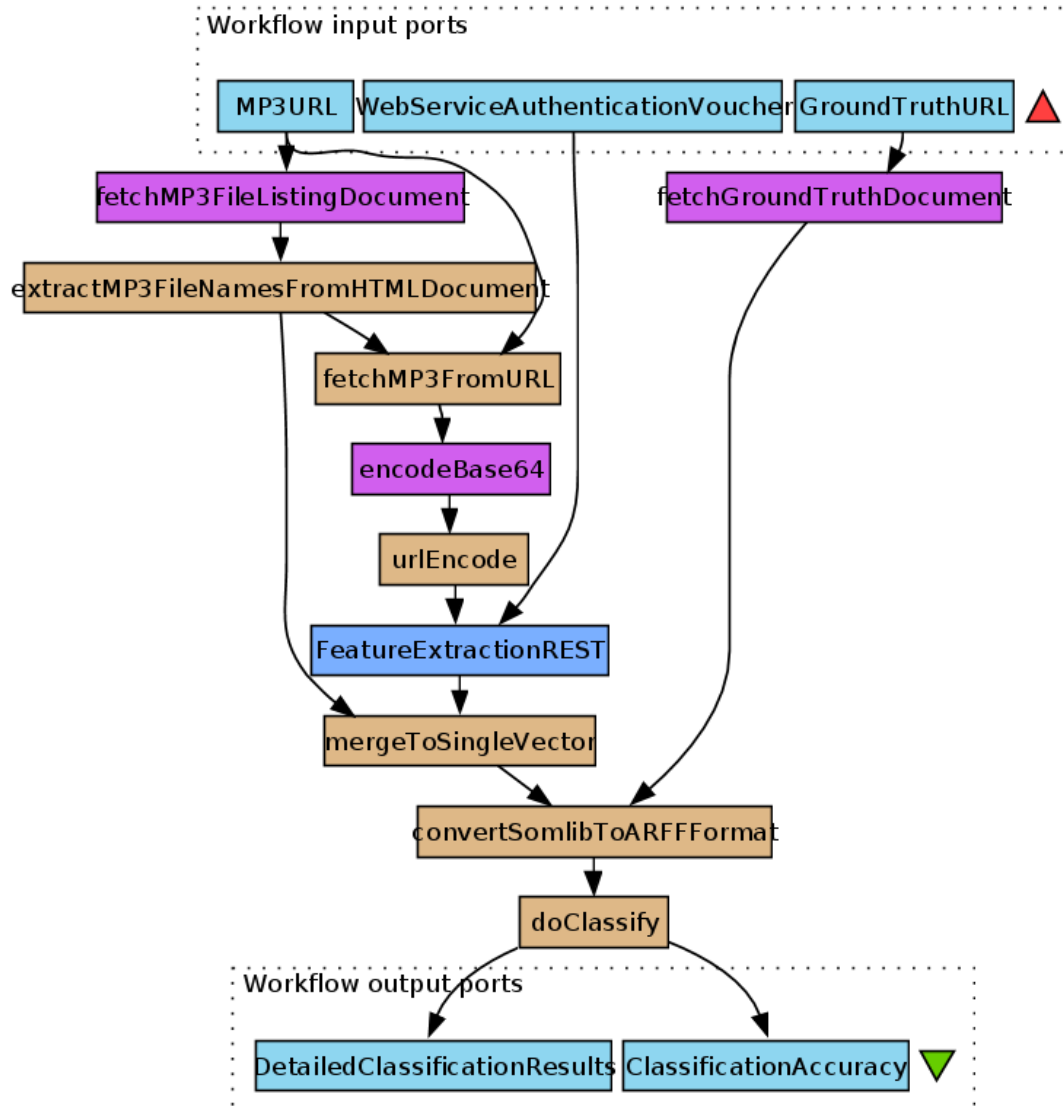 Workflow input ports
MP3URL
WebServiceAuthenticationVoucher
GroundTruthURL
fetchMP3FileListingDocument
fetchGroundTruthDocument
extractMP3FileNamesFromHTMLDocument
fetchMP3FromURL
encodeBase64
urlEncode
FeatureExtractionREST
mergeToSingleVector
convertSomlibToARFFFormat
doClassify
Workflow output ports
DetailedClassificationResults
ClassificationAccuracy